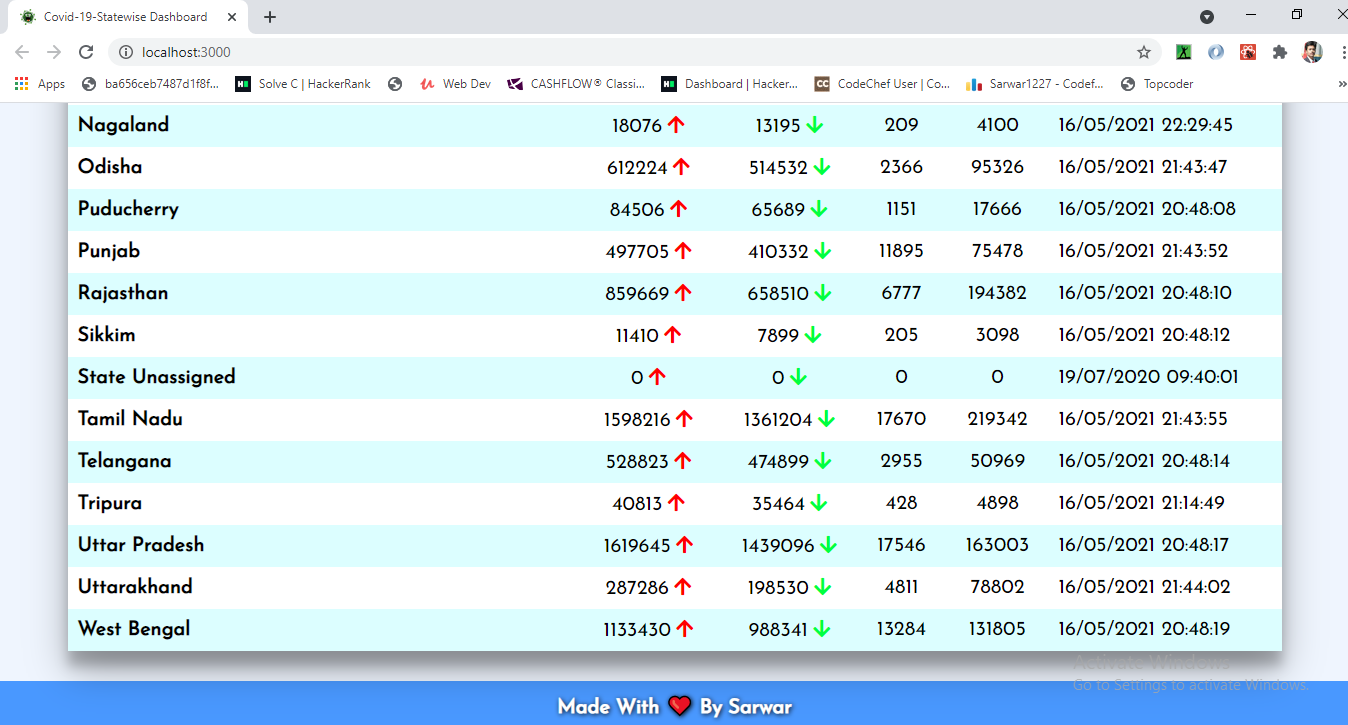 Covid-19-Statewise Dashboard
localhost:3000
Apps ba656ceb7487d1f8f... Solve C | HackerRank Web Dev CASHFLOW® Classi... Dashboard | Hacker... CodeChef User | Co... Sarwar1227 - Codef... Topcoder »
Nagaland 18076 ↑ 13195 ↓ 209 4100 16/05/2021 22:29:45
Odisha 612224 ↑ 514532 ↓ 2366 95326 16/05/2021 21:43:47
Puducherry 84506 ↑ 65689 ↓ 1151 17666 16/05/2021 20:48:08
Punjab 497705 ↑ 410332 ↓ 11895 75478 16/05/2021 21:43:52
Rajasthan 859669 ↑ 658510 ↓ 6777 194382 16/05/2021 20:48:10
Sikkim 11410 ↑ 7899 ↓ 205 3098 16/05/2021 20:48:12
State Unassigned 0 ↑ 0 ↓ 0 0 19/07/2020 09:40:01
Tamil Nadu 1598216 ↑ 1361204 ↓ 17670 219342 16/05/2021 21:43:55
Telangana 528823 ↑ 474899 ↓ 2955 50969 16/05/2021 20:48:14
Tripura 40813 ↑ 35464 ↓ 428 4898 16/05/2021 21:14:49
Uttar Pradesh 1619645 ↑ 1439096 ↓ 17546 163003 16/05/2021 20:48:17
Uttarakhand 287286 ↑ 198530 ↓ 4811 78802 16/05/2021 21:44:02
West Bengal 1133430 ↑ 988341 ↓ 13284 131805 16/05/2021 20:48:19
Activate Windows
Go to Settings to activate Windows.
Made With ❤️ By Sarwar